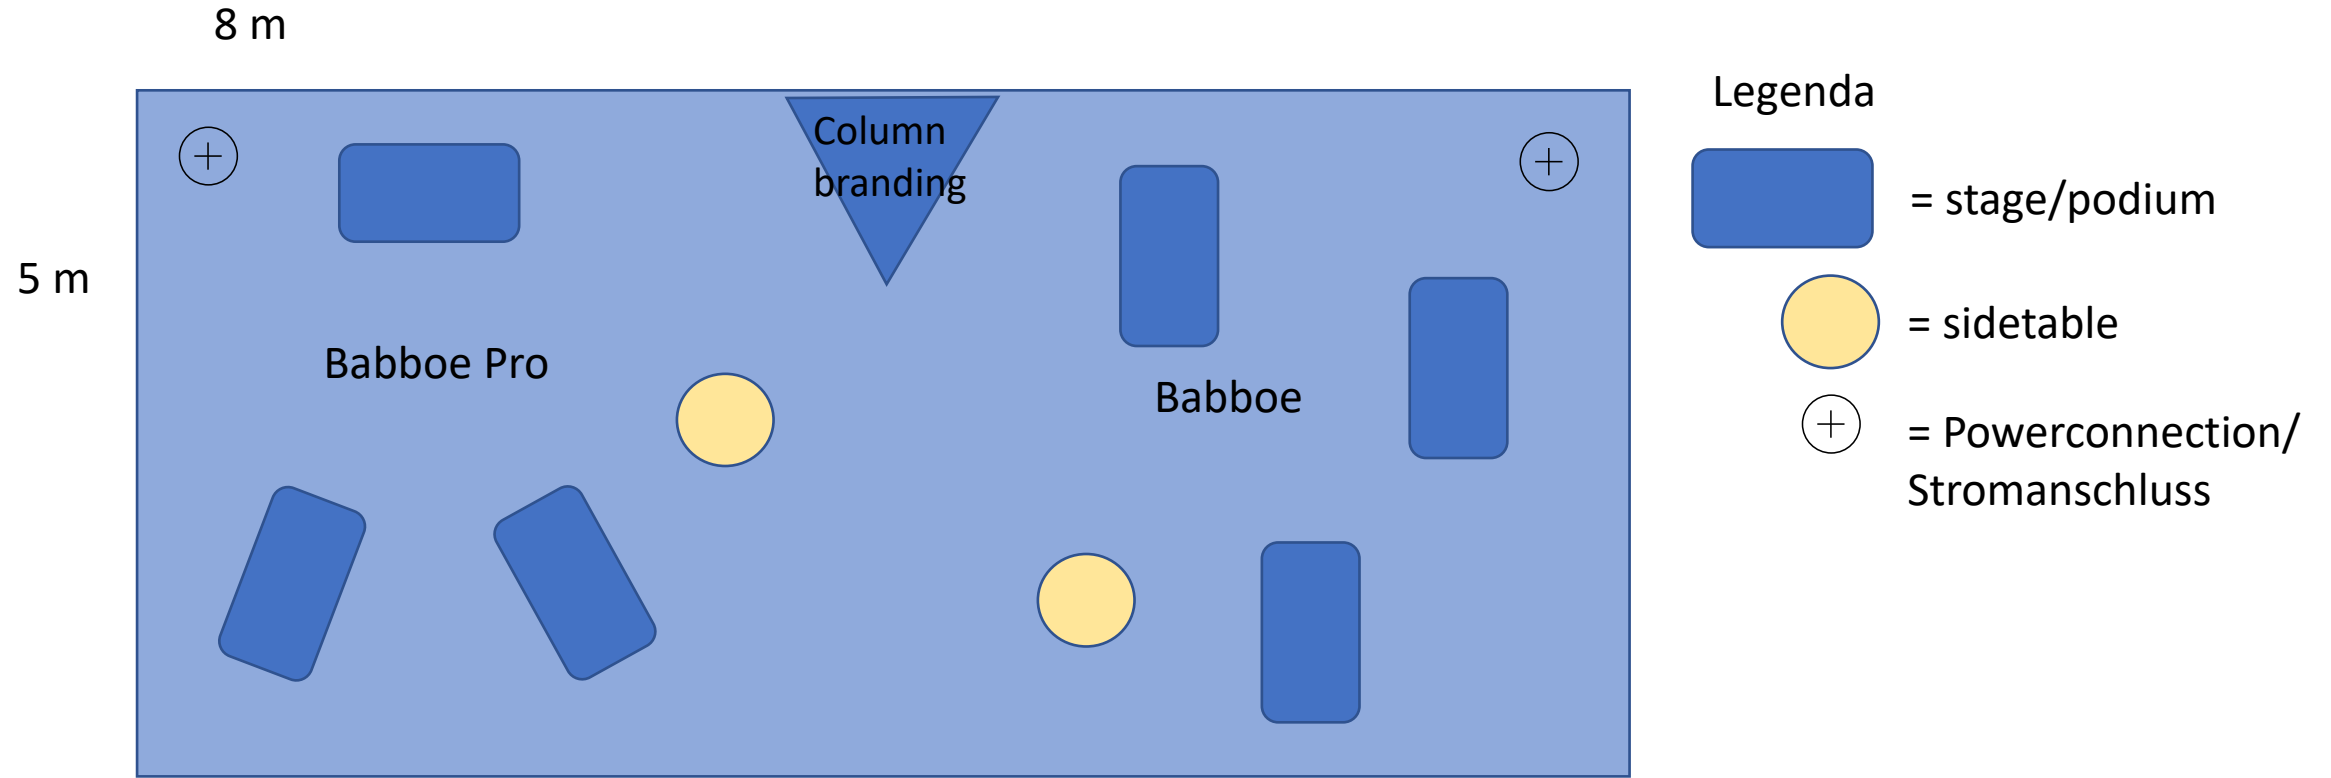 8 m
Legenda
Column
branding
= stage/podium
5 m
= sidetable
Babboe Pro
Babboe
= Powerconnection/
Stromanschluss